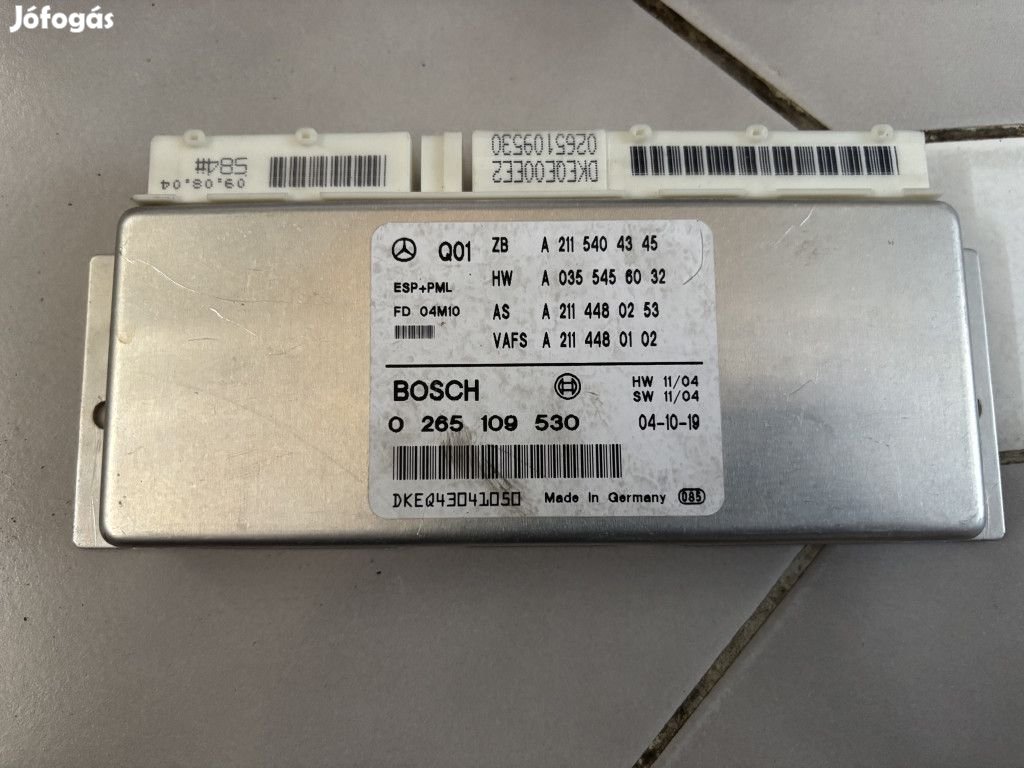 Jófogás
09.08.04
584#
DKEQE00EE2
0265109530
Q01
ESP+PML
FD 04M10
ZB A 211 540 43 45
HW A 035 545 60 32
AS A 211 448 02 53
VAFS A 211 448 01 02
BOSCH
HW 11/04
SW 11/04
0 265 109 530
04-10-19
DKEQ43041050 Made in Germany 085